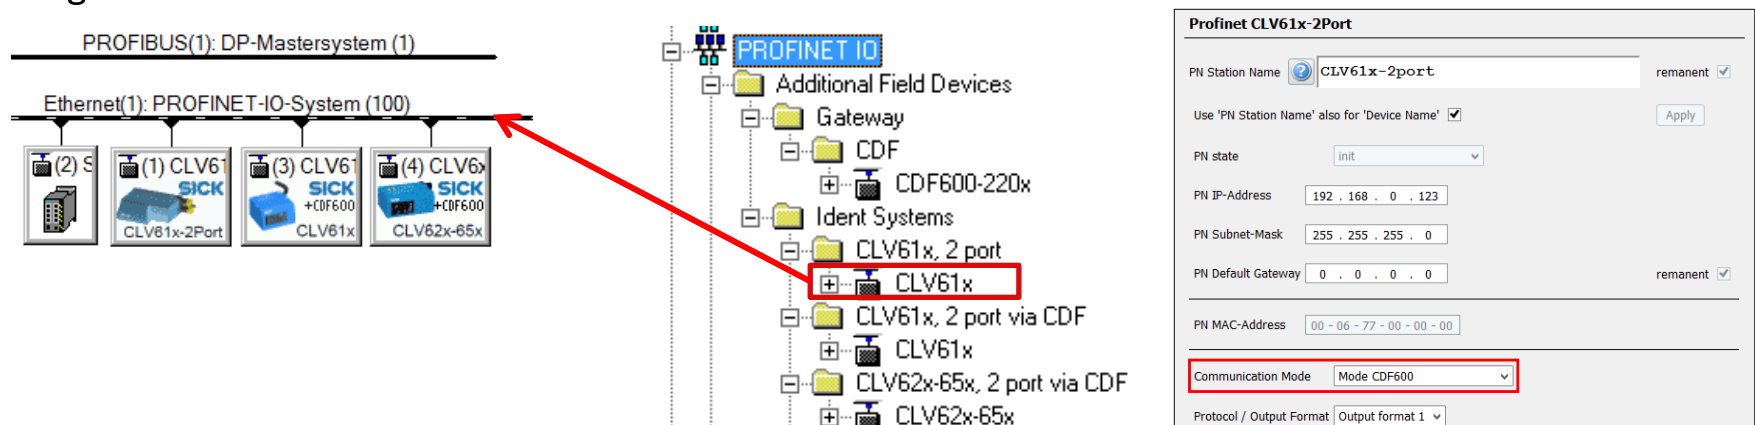 PROFIBUS(1): DP-Mastersystem (1)
Ethernet(1): PROFINET-IO-System (100)
(2) S
(1) CLV61
SICK
CLV61x-2Port
(3) CLV61
SICK
+CDF600
CLV61x
(4) CLV6x
SICK
+CDF600
CLV62x-65x
PROFINET IO
Additional Field Devices
Gateway
CDF
CDF600-220x
Ident Systems
CLV61x, 2 port
CLV61x
CLV61x, 2 port via CDF
CLV61x
CLV62x-65x, 2 port via CDF
CLV62x-65x
Profinet CLV61x-2Port
PN Station Name ? CLV61x-2port remanent
Use 'PN Station Name' also for 'Device Name' Apply
PN state init
PN IP-Address 192 . 168 . 0 . 123
PN Subnet-Mask 255 . 255 . 255 . 0
PN Default Gateway 0 . 0 . 0 . 0 remanent
PN MAC-Address 00 - 06 - 77 - 00 - 00 - 00
Communication Mode Mode CDF600
Protocol / Output Format Output format 1